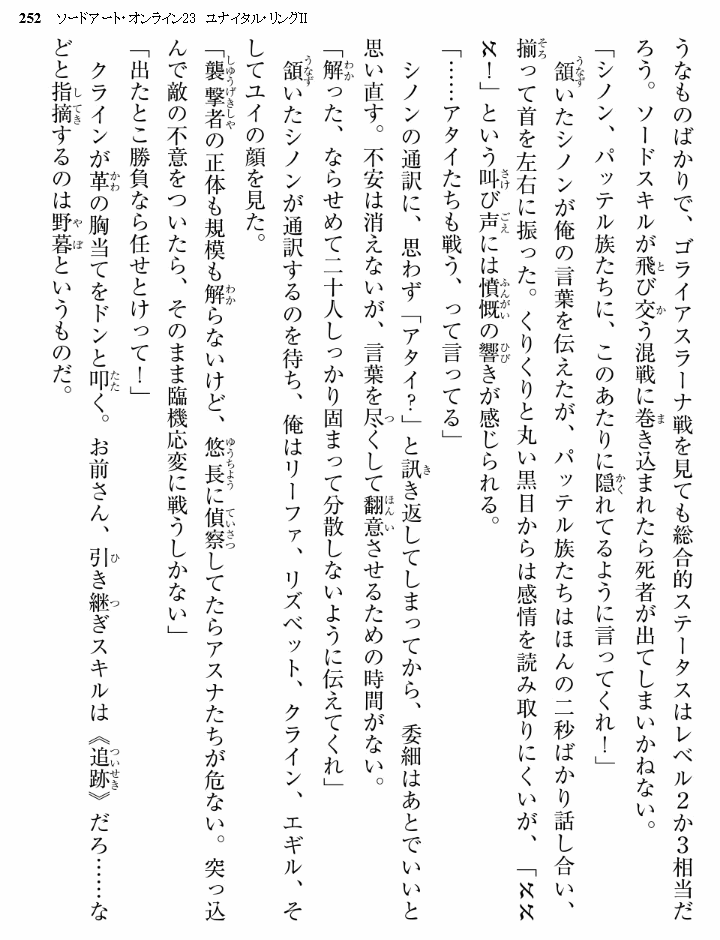 252 ソードアート・オンライン23 ユナイタル・リングⅡ
うなものばかりで、ゴライアスラーナ戦を見ても総合的ステータスはレベル2か3相当だ
ろう。ソードスキルが飛び交う混戦に巻き込まれたら死者が出てしまいかねない。
「シノン、パッテル族たちに、このあたりに隠れてるように言ってくれ!」
頷いたシノンが俺の言葉を伝えたが、パッテル族たちはほんの二秒ばかり話し合い、
揃って首を左右に振った。くりくりと丸い黒目からは感情を読み取りにくいが、「ℵℵ
ℵ!」という叫び声には憤慨の響きが感じられる。
「……アタイたちも戦う、って言ってる」
シノンの通訳に、思わず「アタイ?」と訊き返してしまってから、委細はあとでいいと
思い直す。不安は消えないが、言葉を尽くして翻意させるための時間がない。
「解った、ならせめて二十人しっかり固まって分散しないように伝えてくれ」
頷いたシノンが通訳するのを待ち、俺はリーファ、リズベット、クライン、エギル、そ
してユイの顔を見た。
「襲撃者の正体も規模も解らないけど、悠長に偵察してたらアスナたちが危ない。突っ込
んで敵の不意をついたら、そのまま臨機応変に戦うしかない」
「出たとこ勝負なら任せとけって!」
クラインが革の胸当てをドンと叩く。お前さん、引き継ぎスキルは《追跡》だろ……な
どと指摘するのは野暮というものだ。